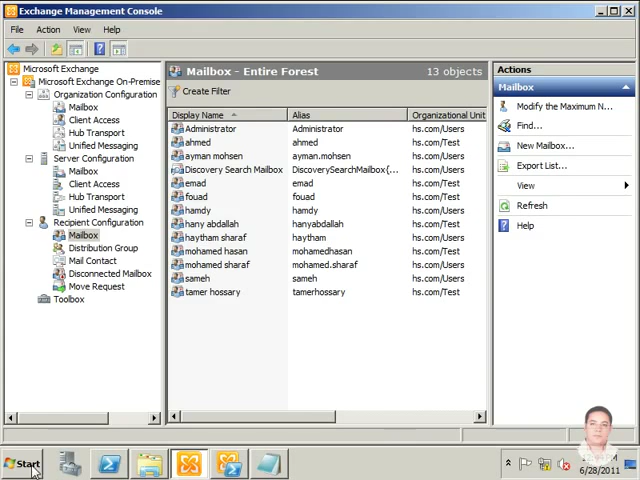 Exchange Management Console
File Action View Help
Microsoft Exchange
Microsoft Exchange On-Premise
Organization Configuration
Mailbox
Client Access
Hub Transport
Unified Messaging
Server Configuration
Mailbox
Client Access
Hub Transport
Unified Messaging
Recipient Configuration
Mailbox
Distribution Group
Mail Contact
Disconnected Mailbox
Move Request
Toolbox
Mailbox - Entire Forest 13 objects
Create Filter
Display Name Alias Organizational Unit
Administrator Administrator hs.com/Users
ahmed ahmed hs.com/Test
ayman mohsen ayman.mohsen hs.com/Users
Discovery Search Mailbox DiscoverySearchMailbox{... hs.com/Users
emad emad hs.com/Test
fouad fouad hs.com/Test
hamdy hamdy hs.com/Users
hany abdallah hanyabdallah hs.com/Test
haytham sharaf haytham hs.com/Users
mohamed hasan mohamedhasan hs.com/Test
mohamed sharaf mohamed.sharaf hs.com/Test
sameh sameh hs.com/Users
tamer hossary tamerhossary hs.com/Test
Actions
Mailbox
Modify the Maximum N...
Find...
New Mailbox...
Export List...
View
Refresh
Help
Start
6/28/2011